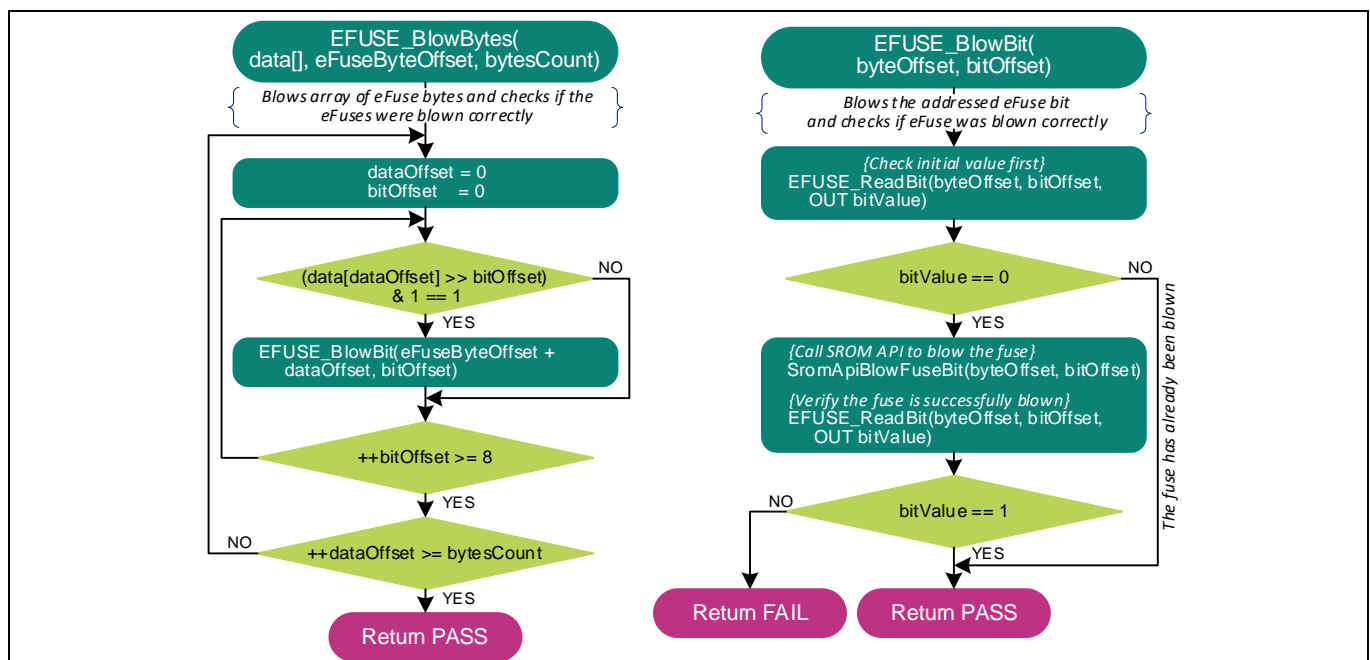 EFUSE_BlowBytes(
data[], eFuseByteOffset, bytesCount)
Blows array of eFuse bytes and checks if the
eFuses were blown correctly
dataOffset = 0
bitOffset = 0
(data[dataOffset] >> bitOffset)
& 1 == 1
NO
YES
EFUSE_BlowBit(eFuseByteOffset +
dataOffset, bitOffset)
++bitOffset >= 8
YES
NO
++dataOffset >= bytesCount
YES
Return PASS
EFUSE_BlowBit(
byteOffset, bitOffset)
Blows the addressed eFuse bit
and checks if eFuse was blown correctly
{Check initial value first}
EFUSE_ReadBit(byteOffset, bitOffset,
OUT bitValue)
bitValue == 0
NO
YES
The fuse has already been blown
{Call SROM API to blow the fuse}
SromApiBlowFuseBit(byteOffset, bitOffset)
{Verify the fuse is successfully blown}
EFUSE_ReadBit(byteOffset, bitOffset,
OUT bitValue)
NO
bitValue == 1
YES
Return FAIL
Return PASS